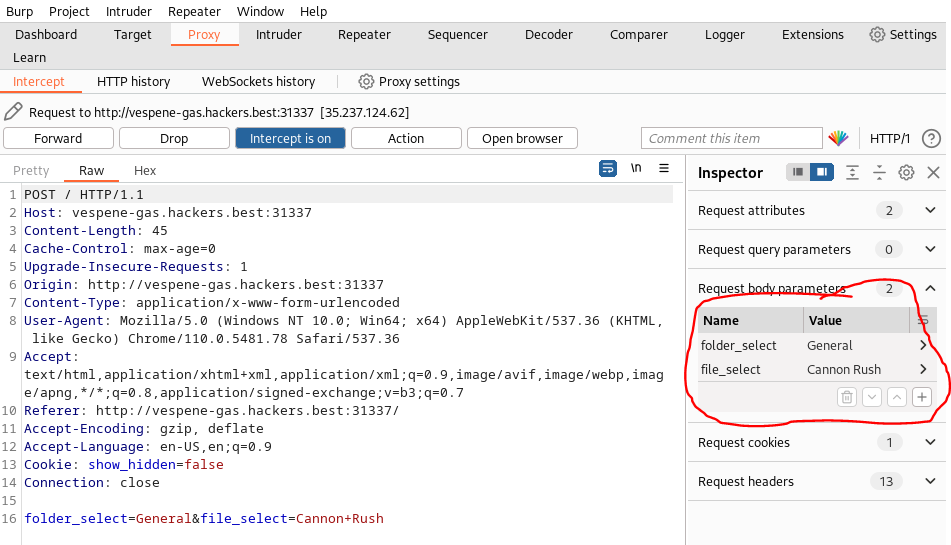 Burp Project Intruder Repeater Window Help
Dashboard Target Proxy Intruder Repeater Sequencer Decoder Comparer Logger Extensions Settings
Learn
Intercept HTTP history WebSockets history Proxy settings
Request to http://vespene-gas.hackers.best:31337 [35.237.124.62]
Forward Drop Intercept is on Action Open browser Comment this item HTTP/1 ?
Pretty Raw Hex \n
1 POST / HTTP/1.1
2 Host: vespene-gas.hackers.best:31337
3 Content-Length: 45
4 Cache-Control: max-age=0
5 Upgrade-Insecure-Requests: 1
6 Origin: http://vespene-gas.hackers.best:31337
7 Content-Type: application/x-www-form-urlencoded
8 User-Agent: Mozilla/5.0 (Windows NT 10.0; Win64; x64) AppleWebKit/537.36 (KHTML,
like Gecko) Chrome/110.0.5481.78 Safari/537.36
9 Accept:
text/html,application/xhtml+xml,application/xml;q=0.9,image/avif,image/webp,imag
e/apng,*/*;q=0.8,application/signed-exchange;v=b3;q=0.7
10 Referer: http://vespene-gas.hackers.best:31337/
11 Accept-Encoding: gzip, deflate
12 Accept-Language: en-US,en;q=0.9
13 Cookie: show_hidden=false
14 Connection: close
15
16 folder_select=General&file_select=Cannon+Rush
Inspector
Request attributes 2
Request query parameters 0
Request body parameters 2
Name Value
folder_select General
file_select Cannon Rush
Request cookies 1
Request headers 13